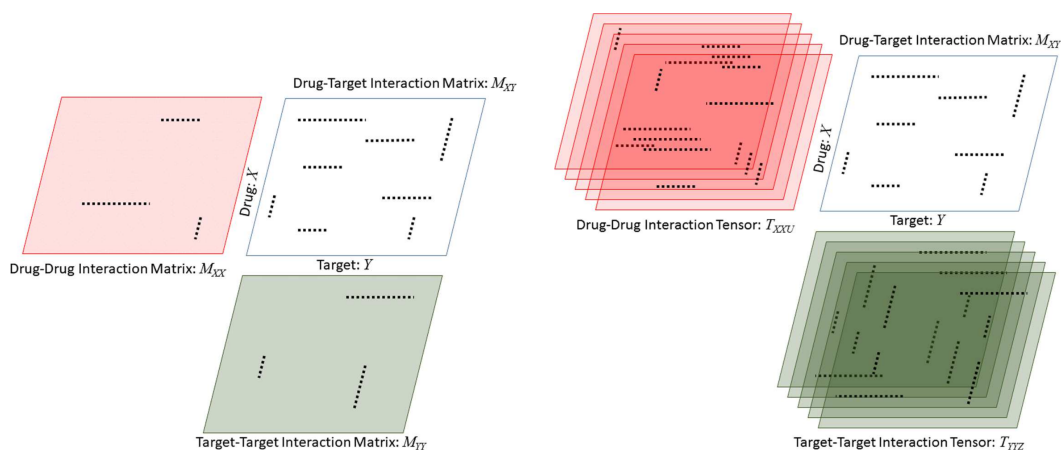 Drug-Target Interaction Matrix: M_XY
Drug: X
Drug-Drug Interaction Matrix: M_XX
Target: Y
Target-Target Interaction Matrix: M_YY
Drug-Target Interaction Matrix: M_XY
Drug: X
Drug-Drug Interaction Tensor: T_XXU
Target: Y
Target-Target Interaction Tensor: T_YYZ